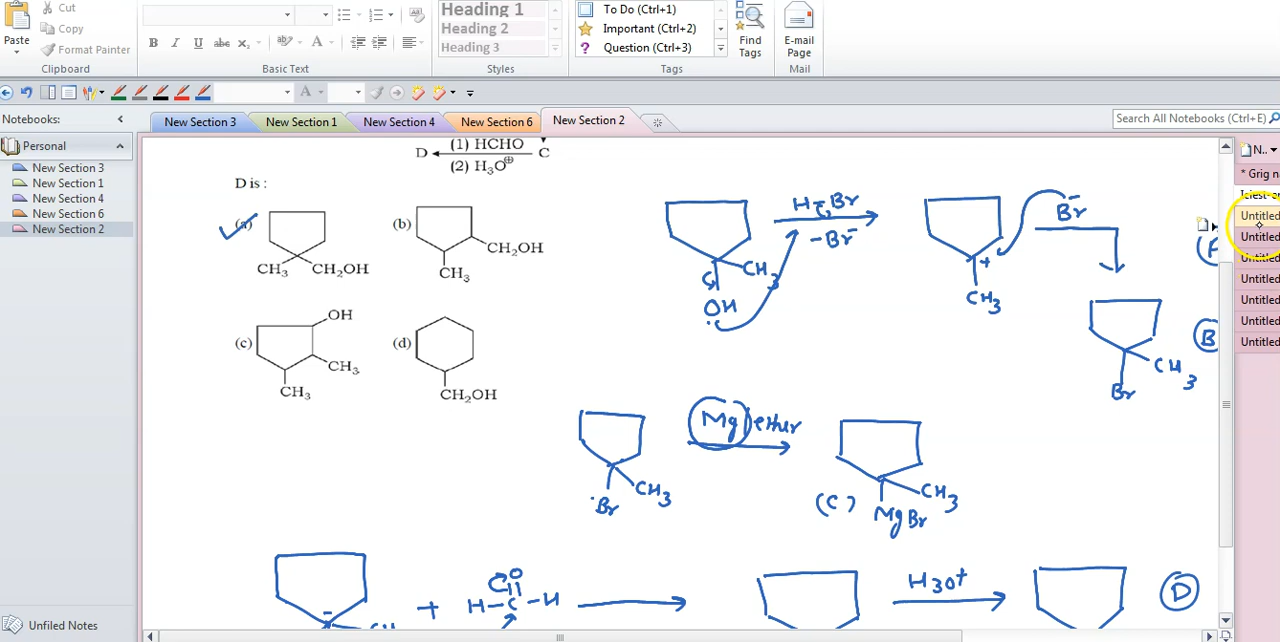 Cut
Copy
Paste
Format Painter
Clipboard
B I U abc X
Basic Text
Heading 1
Heading 2
Heading 3
Styles
To Do (Ctrl+1)
Important (Ctrl+2)
? Question (Ctrl+3)
Tags
Find
Tags
E-mail
Page
Mail
Notebooks:
New Section 3
New Section 1
New Section 4
New Section 6
New Section 2
Search All Notebooks (Ctrl+E)
Personal
New Section 3
New Section 1
New Section 4
New Section 6
New Section 2
Unfiled Notes
N..
* Grig n
Untitled
Untitled
Untitled
Untitled
Untitled
Untitled
Untitled
D (1) HCHO C
(2) H₃O⊕
D is :
(a)
CH₃ CH₂OH
(b)
CH₂OH
CH₃
(c)
OH
CH₃
CH₃
(d)
CH₂OH
CH₃
OH
H Br
-Br⁻
+
CH₃
Br⁻
B
CH₃
Br
Br
CH₃
Mg/ether
(C)
CH₃
MgBr
-
+ H-C-H
O
H3O+
D